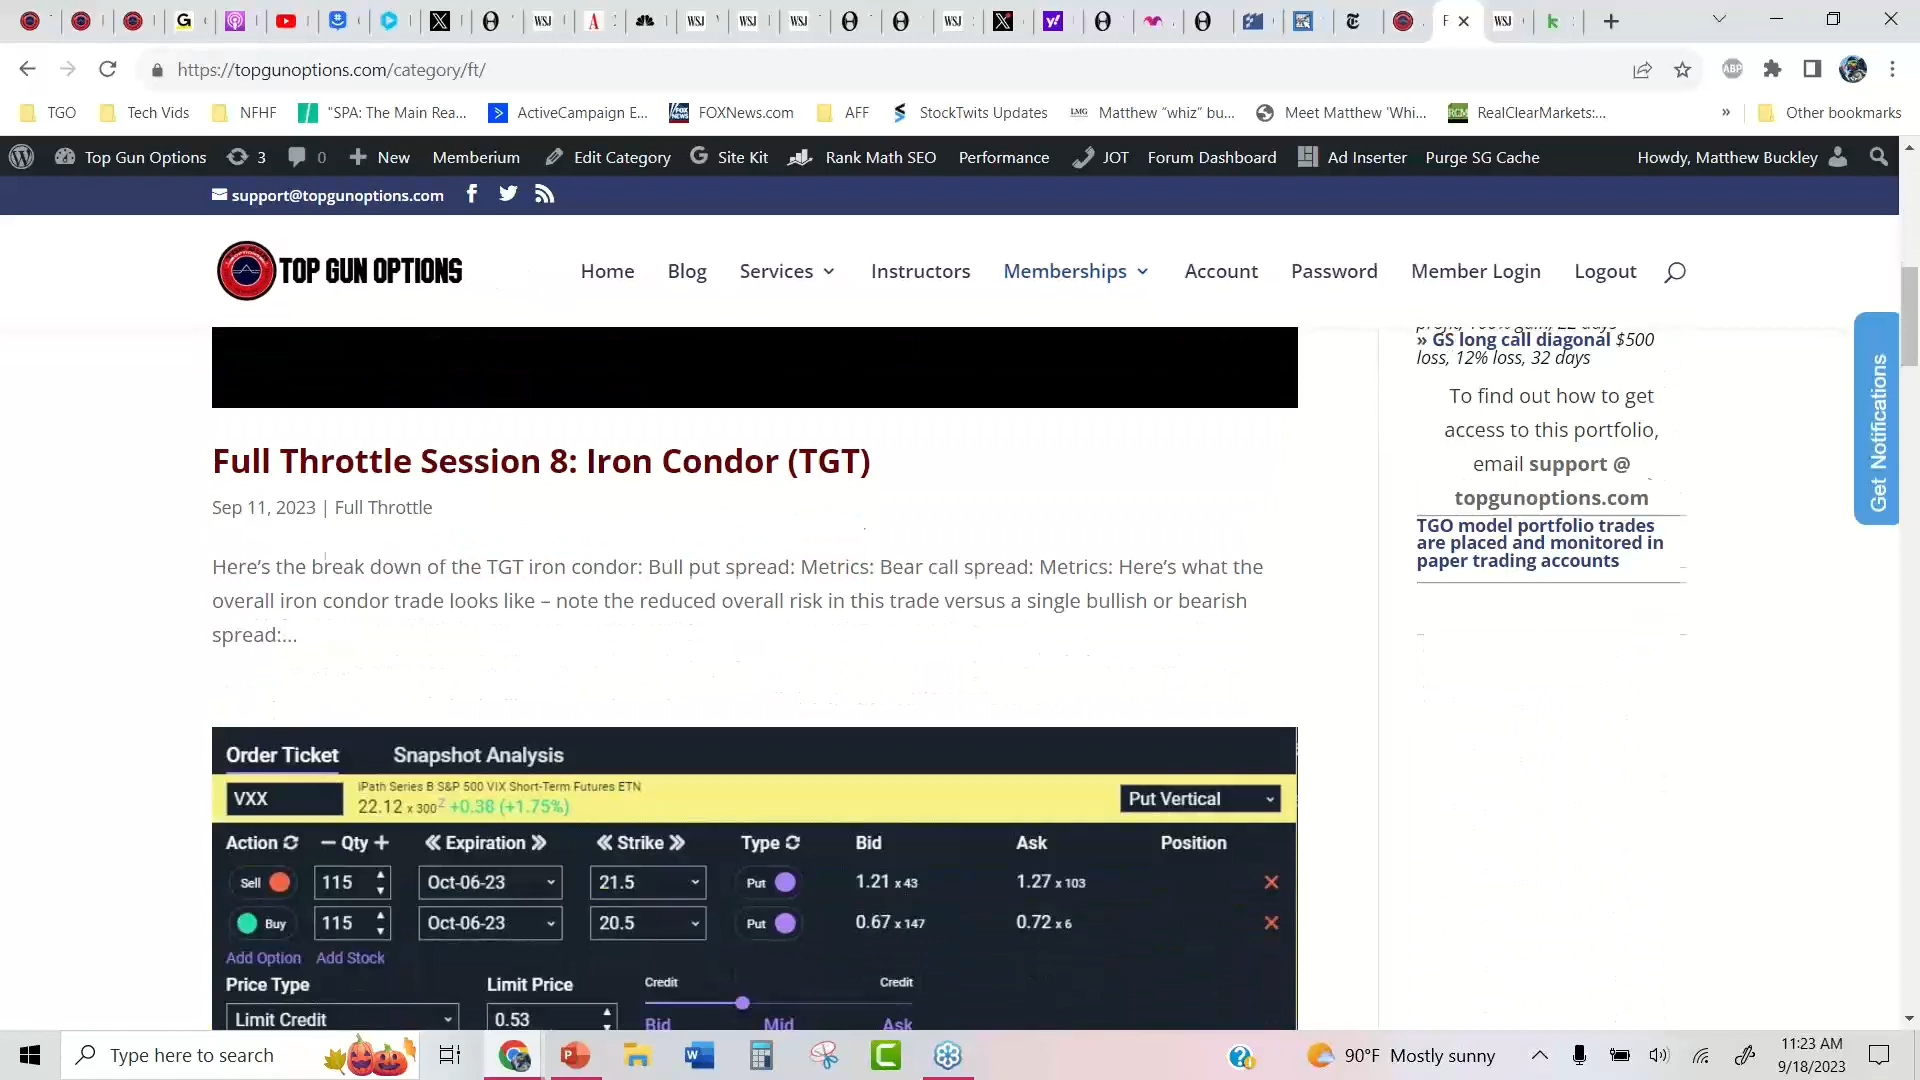 F
https://topgunoptions.com/category/ft/
ABP
TGO
Tech Vids
NFHF
"SPA: The Main Rea...
ActiveCampaign E...
FOXNews.com
AFF
StockTwits Updates
LMG
Matthew "whiz" bu...
Meet Matthew 'Whi...
RCM
RealClearMarkets:...
»
Other bookmarks
Top Gun Options
3
0
New
Memberium
Edit Category
Site Kit
Rank Math SEO
Performance
JOT
Forum Dashboard
Ad Inserter
Purge SG Cache
Howdy, Matthew Buckley
support@topgunoptions.com
TOP GUN OPTIONS
Home
Blog
Services
Instructors
Memberships
Account
Password
Member Login
Logout
» GS long call diagonal $500
loss, 12% loss, 32 days
To find out how to get
access to this portfolio,
email support @
topgunoptions.com
TGO model portfolio trades
are placed and monitored in
paper trading accounts
Get Notifications
Full Throttle Session 8: Iron Condor (TGT)
Sep 11, 2023 | Full Throttle
Here's the break down of the TGT iron condor: Bull put spread: Metrics: Bear call spread: Metrics: Here's what the
overall iron condor trade looks like – note the reduced overall risk in this trade versus a single bullish or bearish
spread:...
Order Ticket
Snapshot Analysis
VXX
iPath Series B S&P 500 VIX Short-Term Futures ETN
22.12 x 300 Z +0.38 (+1.75%)
Put Vertical
Action
Qty
Expiration
Strike
Type
Bid
Ask
Position
Sell
115
Oct-06-23
21.5
Put
1.21 x 43
1.27 x 103
Buy
115
Oct-06-23
20.5
Put
0.67 x 147
0.72 x 6
Add Option
Add Stock
Price Type
Limit Price
Credit
Credit
Limit Credit
0.53
Bid
Mid
Ask
Type here to search
90°F Mostly sunny
11:23 AM
9/18/2023